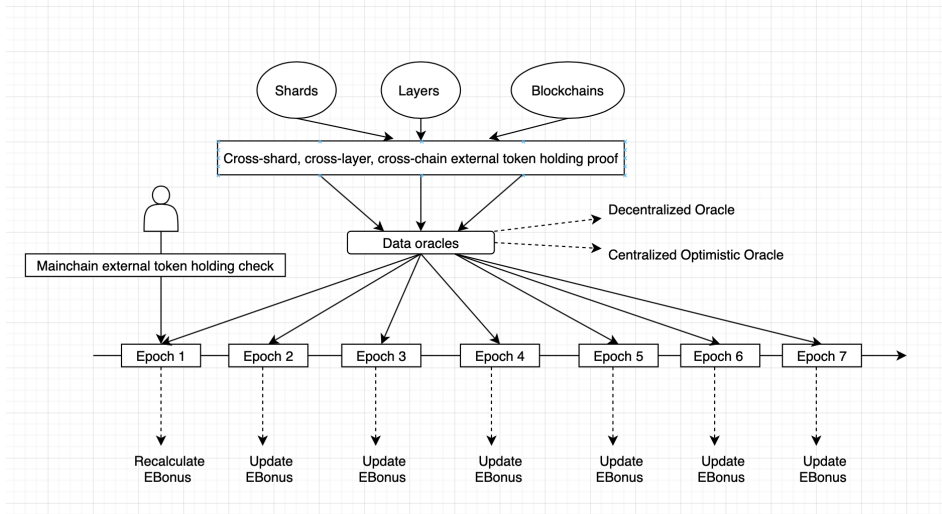 Shards
Layers
Blockchains
Cross-shard, cross-layer, cross-chain external token holding proof
Decentralized Oracle
Data oracles
Centralized Optimistic Oracle
Mainchain external token holding check
Epoch 1
Epoch 2
Epoch 3
Epoch 4
Epoch 5
Epoch 6
Epoch 7
Recalculate
EBonus
Update
EBonus
Update
EBonus
Update
EBonus
Update
EBonus
Update
EBonus
Update
EBonus